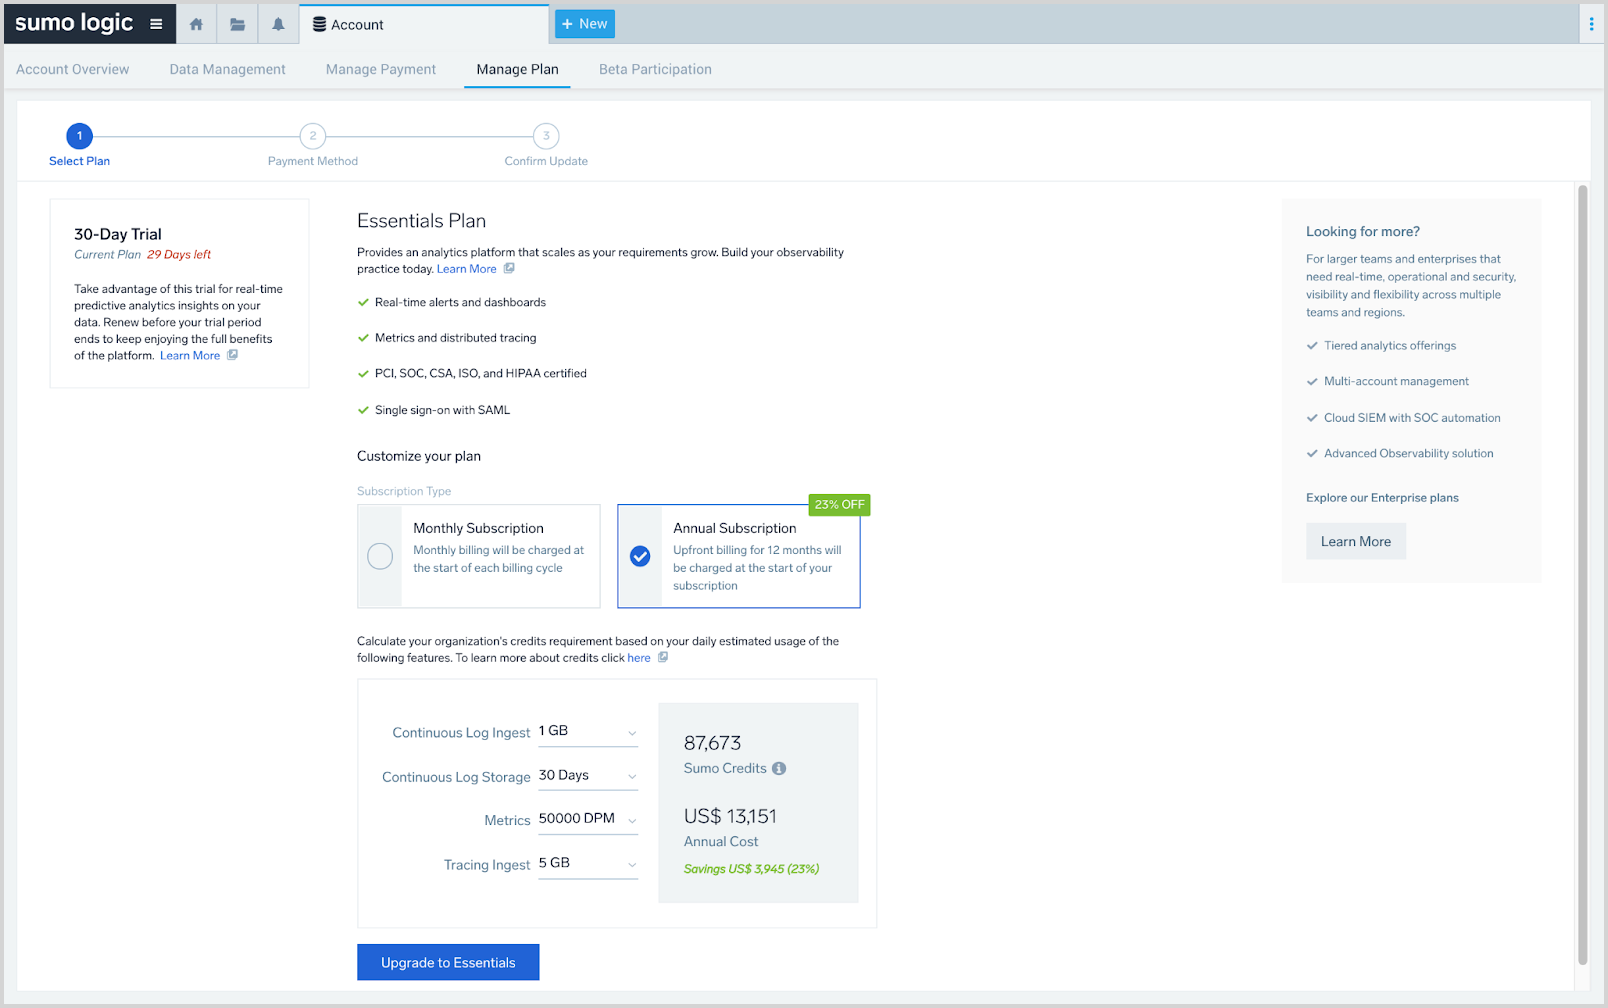 sumo logic
Account
+ New
Account Overview
Data Management
Manage Payment
Manage Plan
Beta Participation
1
2
3
Select Plan
Payment Method
Confirm Update
30-Day Trial
Current Plan 29 Days left
Take advantage of this trial for real-time
predictive analytics insights on your
data. Renew before your trial period
ends to keep enjoying the full benefits
of the platform. Learn More
Essentials Plan
Provides an analytics platform that scales as your requirements grow. Build your observability
practice today. Learn More
Real-time alerts and dashboards
Metrics and distributed tracing
PCI, SOC, CSA, ISO, and HIPAA certified
Single sign-on with SAML
Customize your plan
Subscription Type
Monthly Subscription
Monthly billing will be charged at
the start of each billing cycle
23% OFF
Annual Subscription
Upfront billing for 12 months will
be charged at the start of your
subscription
Calculate your organization's credits requirement based on your daily estimated usage of the
following features. To learn more about credits click here
Continuous Log Ingest 1 GB
Continuous Log Storage 30 Days
Metrics 50000 DPM
Tracing Ingest 5 GB
87,673
Sumo Credits
US$ 13,151
Annual Cost
Savings US$ 3,945 (23%)
Upgrade to Essentials
Looking for more?
For larger teams and enterprises that
need real-time, operational and security,
visibility and flexibility across multiple
teams and regions.
Tiered analytics offerings
Multi-account management
Cloud SIEM with SOC automation
Advanced Observability solution
Explore our Enterprise plans
Learn More